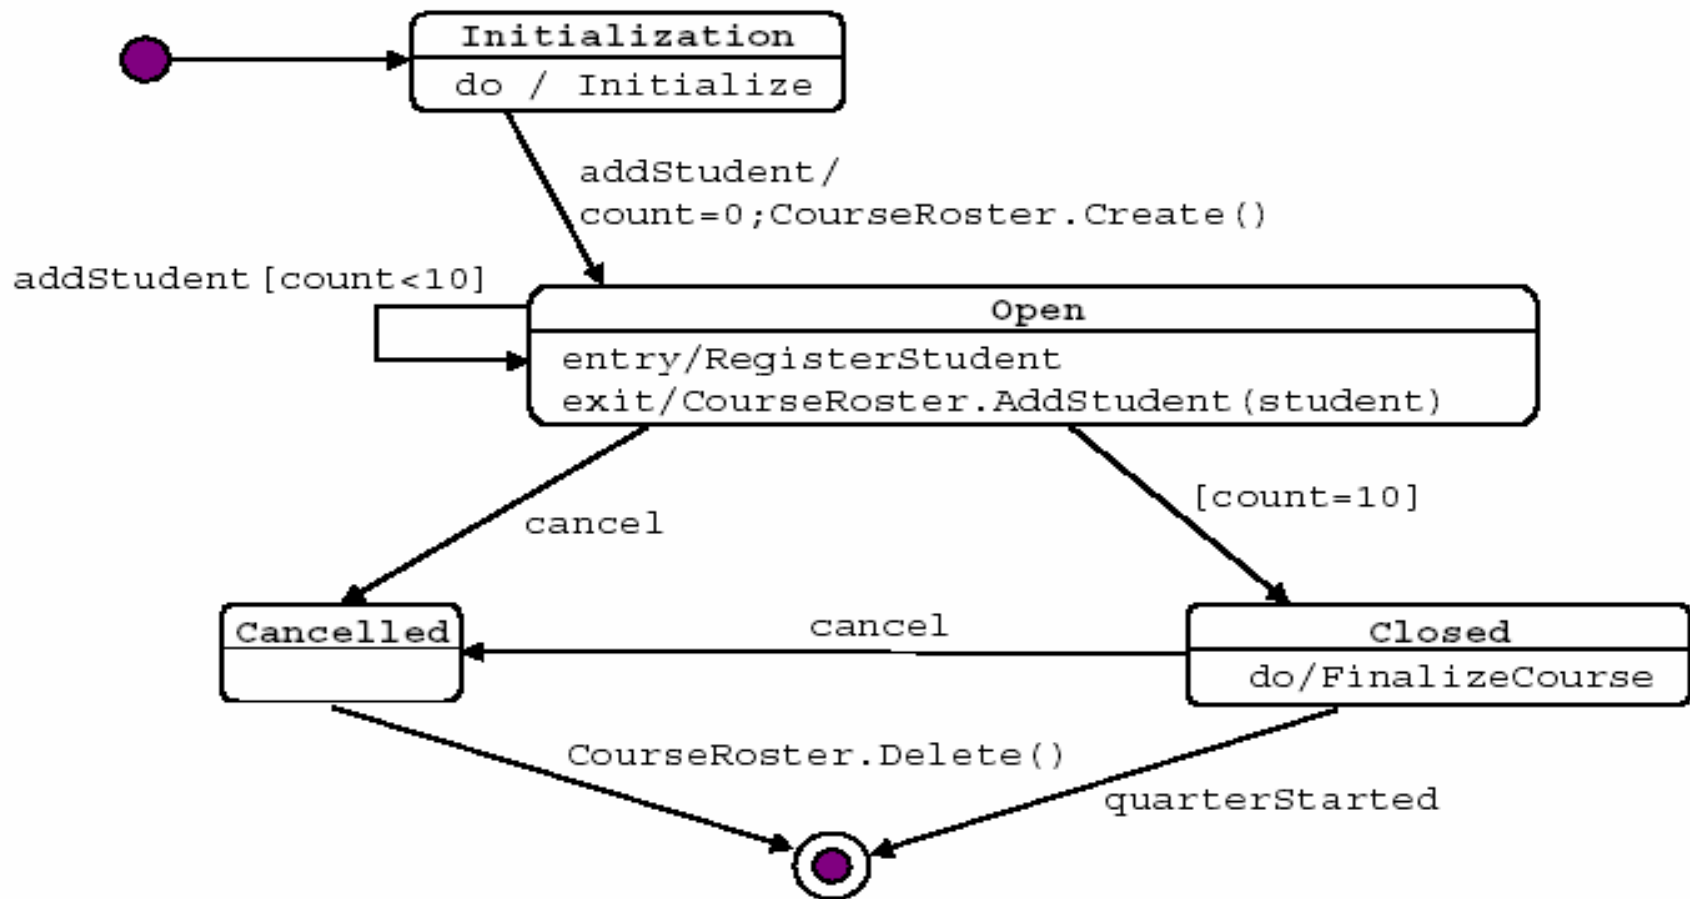 Initialization
do / Initialize
addStudent/
count=0;CourseRoster.Create()
addStudent[count<10]
Open
entry/RegisterStudent
exit/CourseRoster.AddStudent(student)
[count=10]
cancel
Cancelled
cancel
Closed
do/FinalizeCourse
CourseRoster.Delete()
quarterStarted